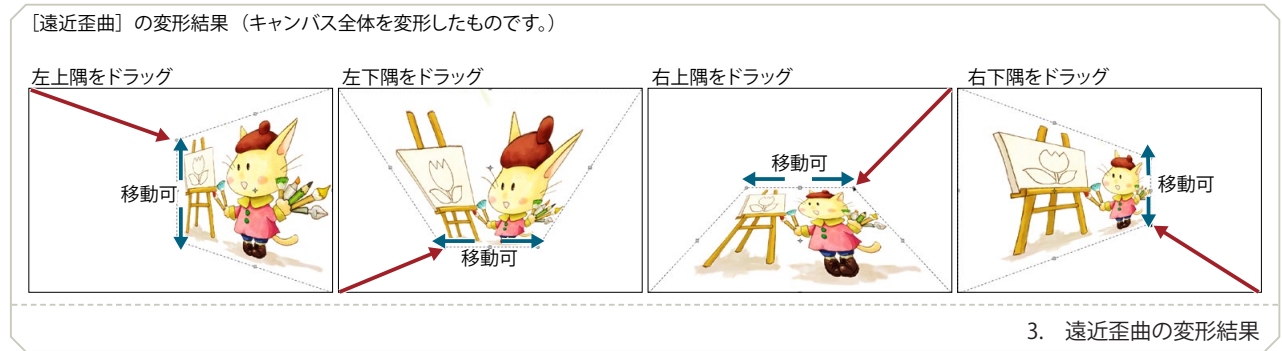 ［遠近歪曲］の変形結果（キャンバス全体を変形したものです。）
左上隅をドラッグ
左下隅をドラッグ
右上隅をドラッグ
右下隅をドラッグ
移動可
移動可
移動可
移動可
3. 遠近歪曲の変形結果